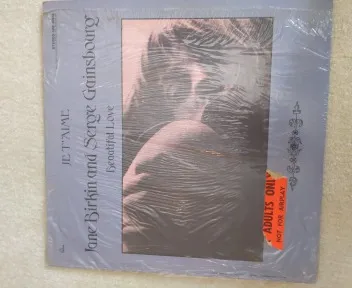 JE T'AIME
Jane Birkin and Serge Gainsbourg
Beautiful Love
ADULTS ONLY
NOT FOR AIRPLAY